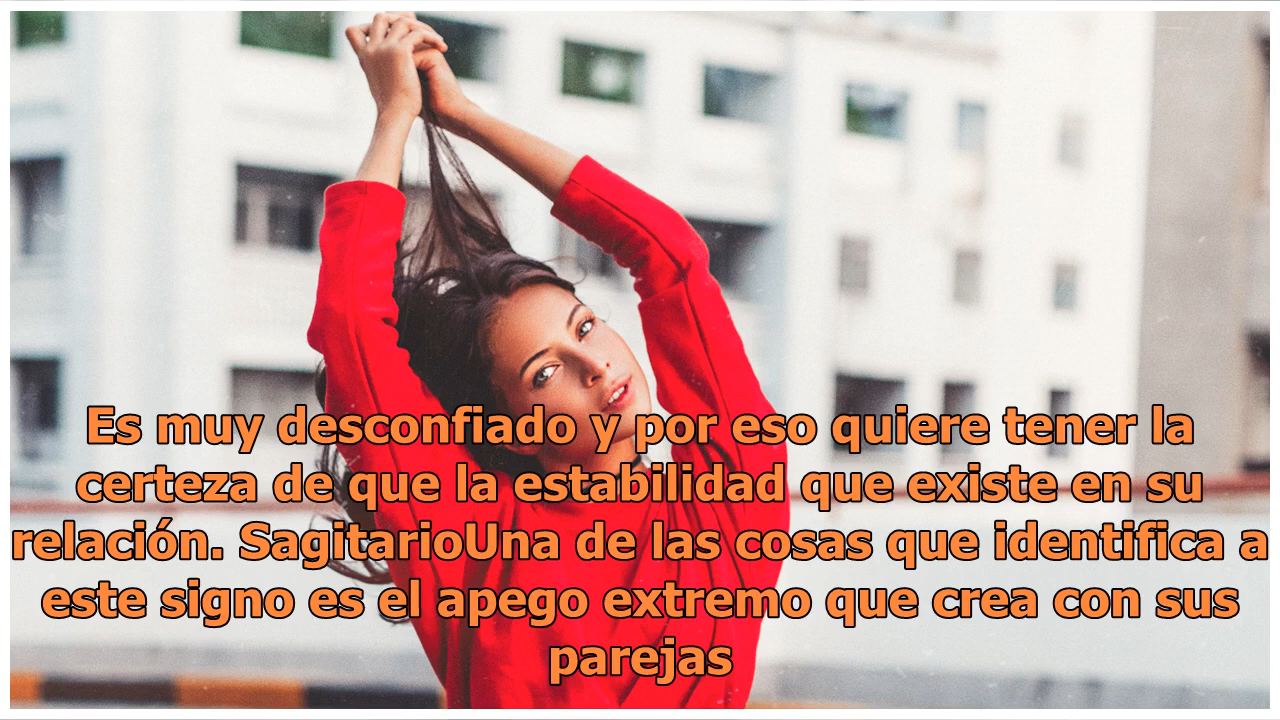 Es muy desconfiado y por eso quiere tener la
certeza de que la estabilidad que existe en su
relación. SagitarioUna de las cosas que identifica a
este signo es el apego extremo que crea con sus
parejas